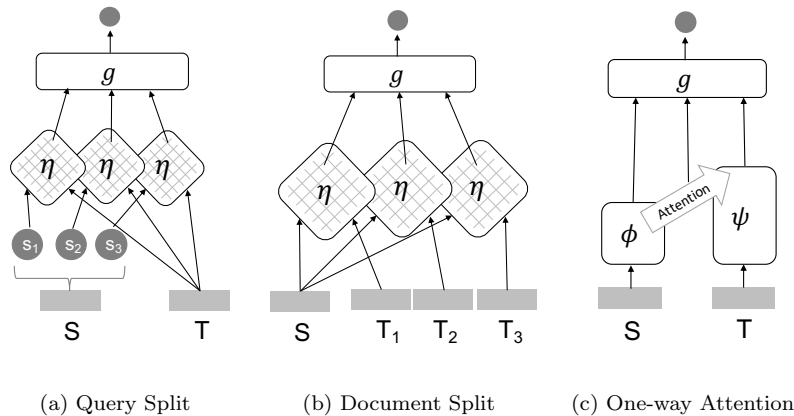 g
η η η
s₁ s₂ s₃
S T
(a) Query Split
g
η η η
S T₁ T₂ T₃
(b) Document Split
g
Attention
ϕ ψ
S T
(c) One-way Attention